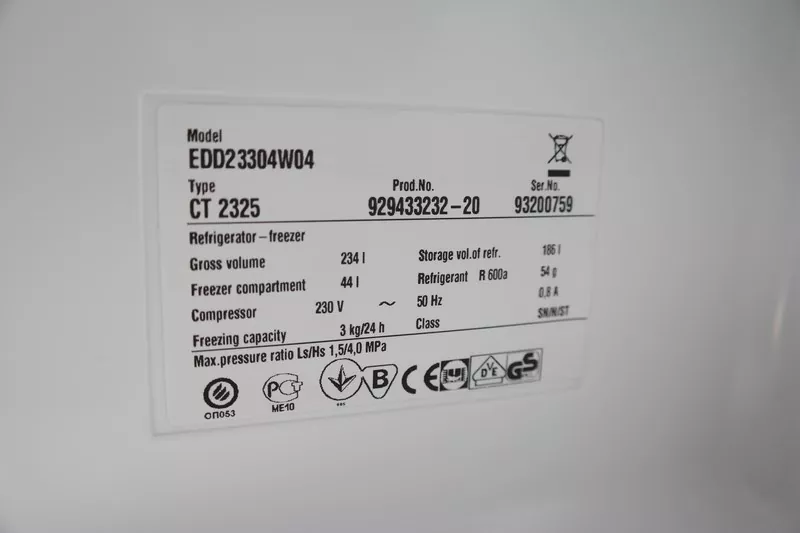 Model
EDD23304W04
Type Prod.No. Ser.No.
CT 2325 929433232-20 93200759
Refrigerator-freezer
Gross volume 234 l Storage vol.of refr. 186 l
Freezer compartment 44 l Refrigerant R 600a 54 g
Compressor 230 V ~ 50 Hz 0,8 A
Freezing capacity 3 kg/24 h Class SN/N/ST
Max.pressure ratio Ls/Hs 1,5/4,0 MPa
B CE DVE GS
ОП053 МЕ10